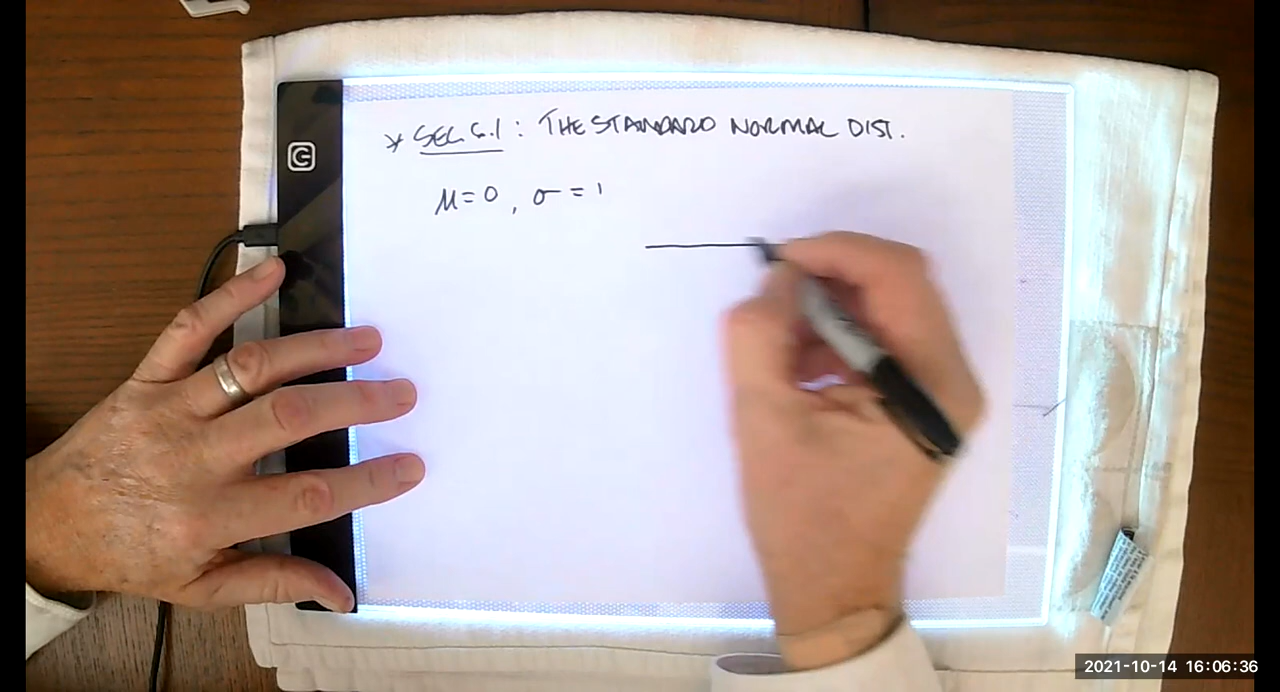 * SEC 6.1 : THE STANDARD NORMAL DIST.
μ=0, σ=1
2021-10-14 16:06:36